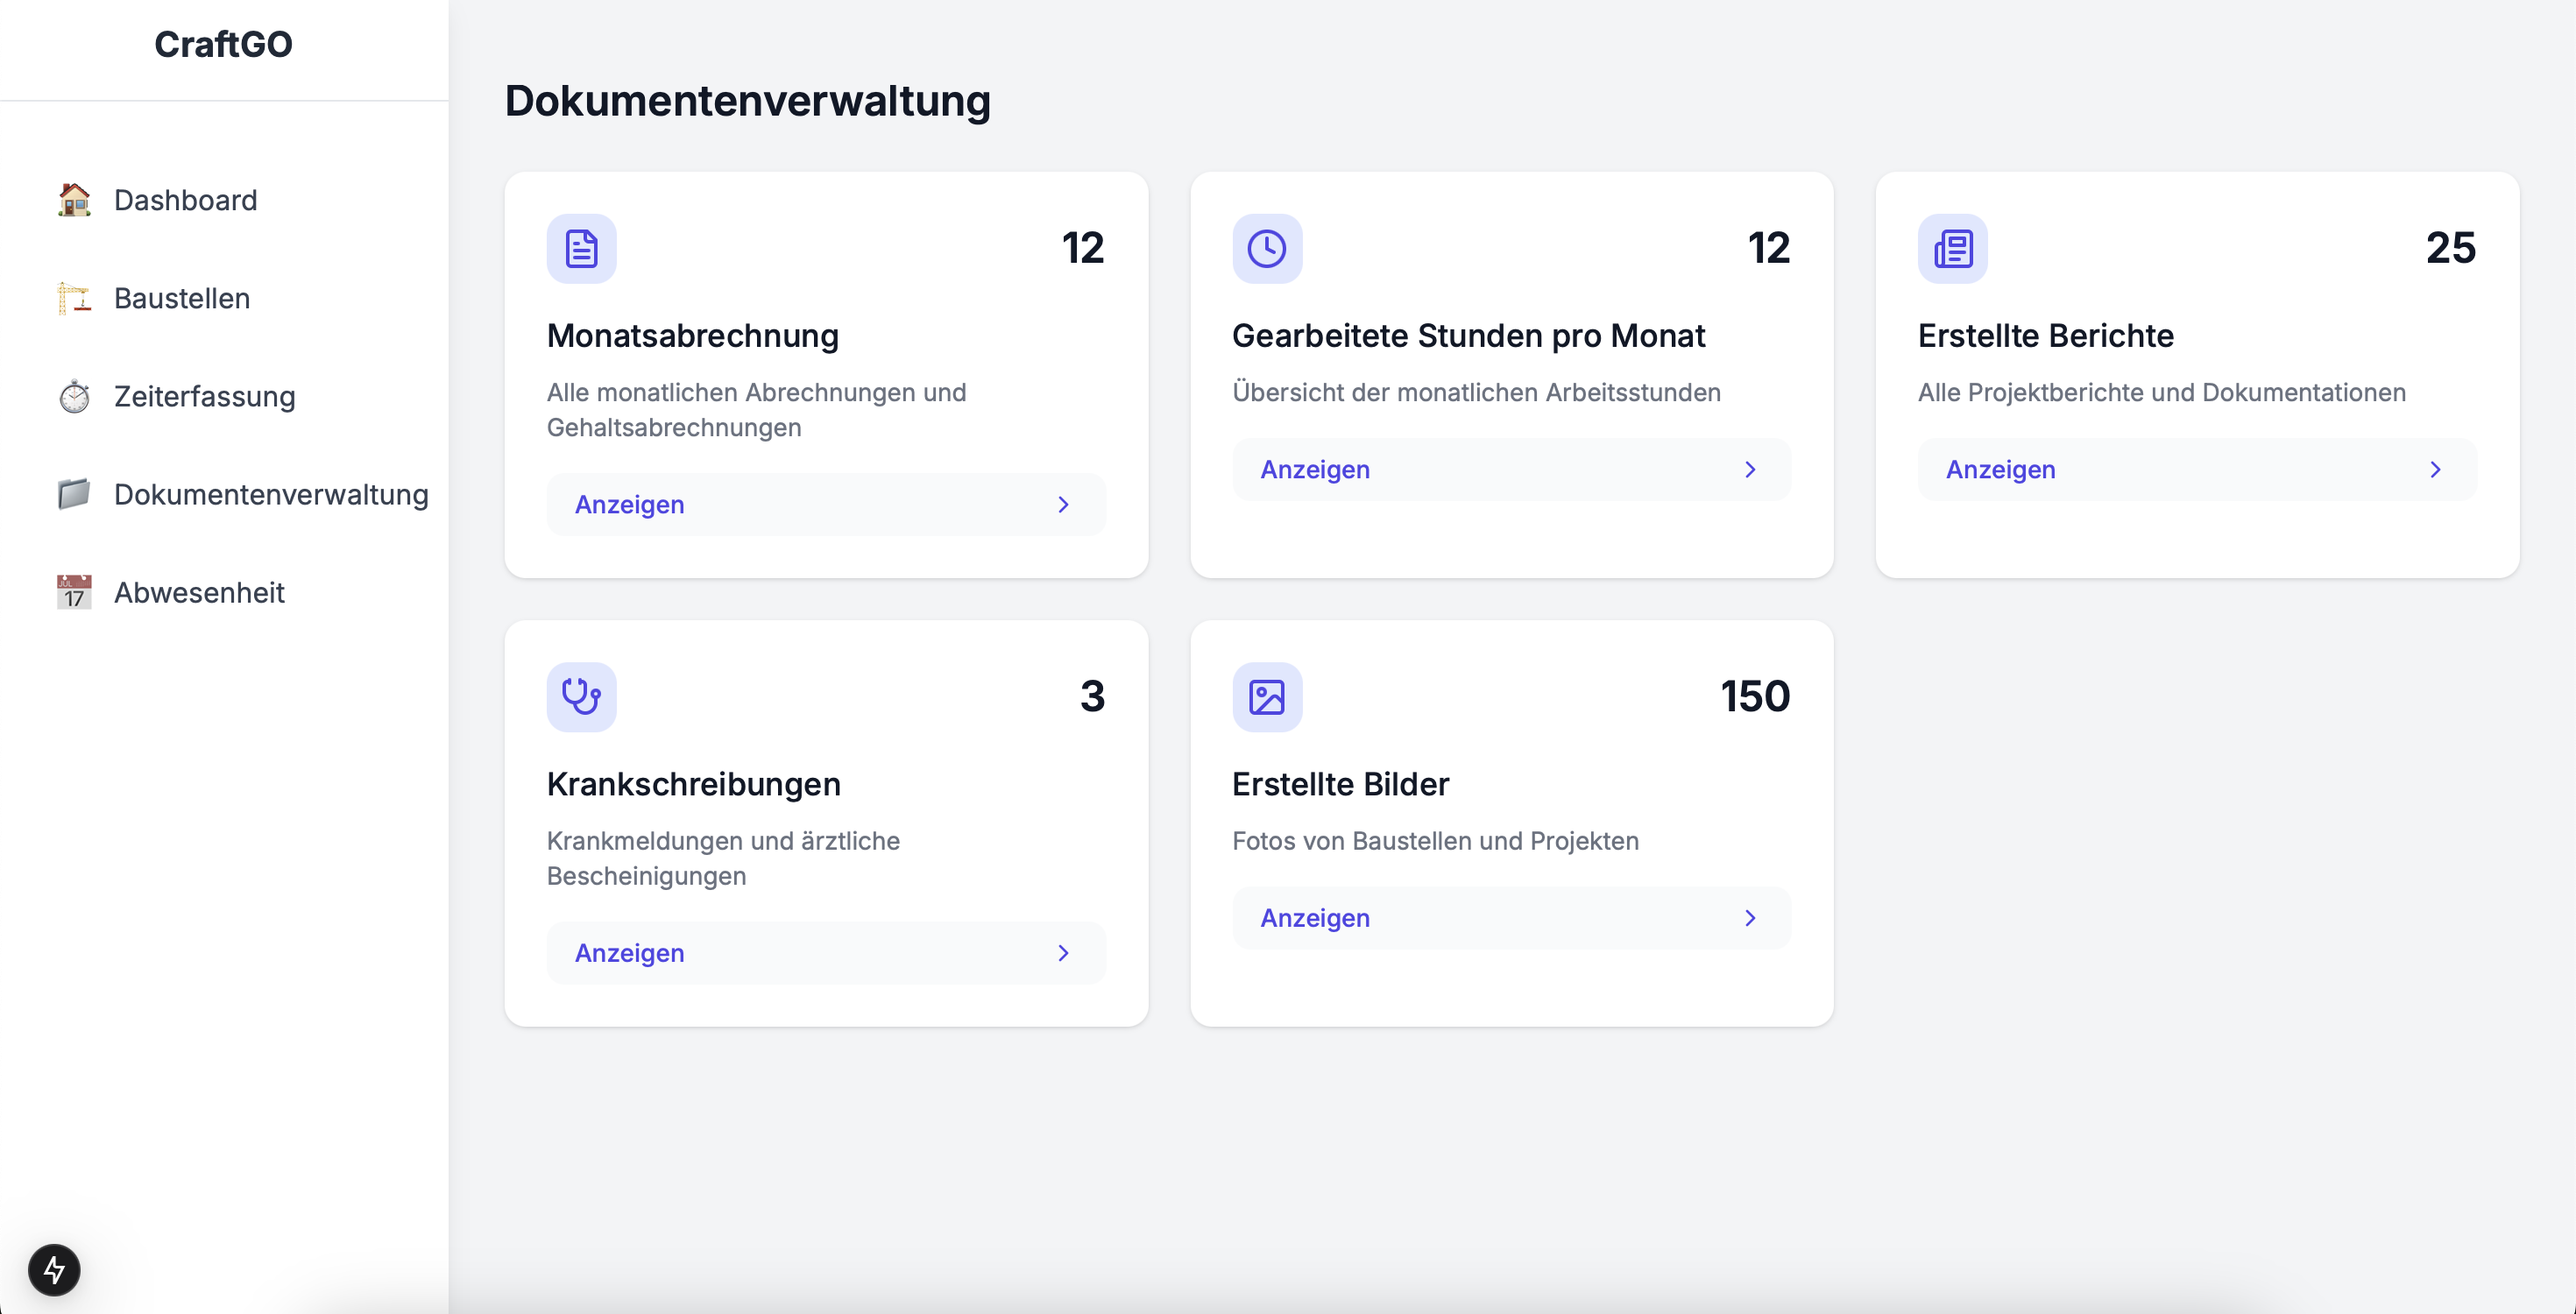 CraftGO
Dashboard
Baustellen
Zeiterfassung
Dokumentenverwaltung
JUL
17
Abwesenheit
Dokumentenverwaltung
12
Monatsabrechnung
Alle monatlichen Abrechnungen und
Gehaltsabrechnungen
Anzeigen
12
Gearbeitete Stunden pro Monat
Übersicht der monatlichen Arbeitsstunden
Anzeigen
25
Erstellte Berichte
Alle Projektberichte und Dokumentationen
Anzeigen
3
Krankschreibungen
Krankmeldungen und ärztliche
Bescheinigungen
Anzeigen
150
Erstellte Bilder
Fotos von Baustellen und Projekten
Anzeigen